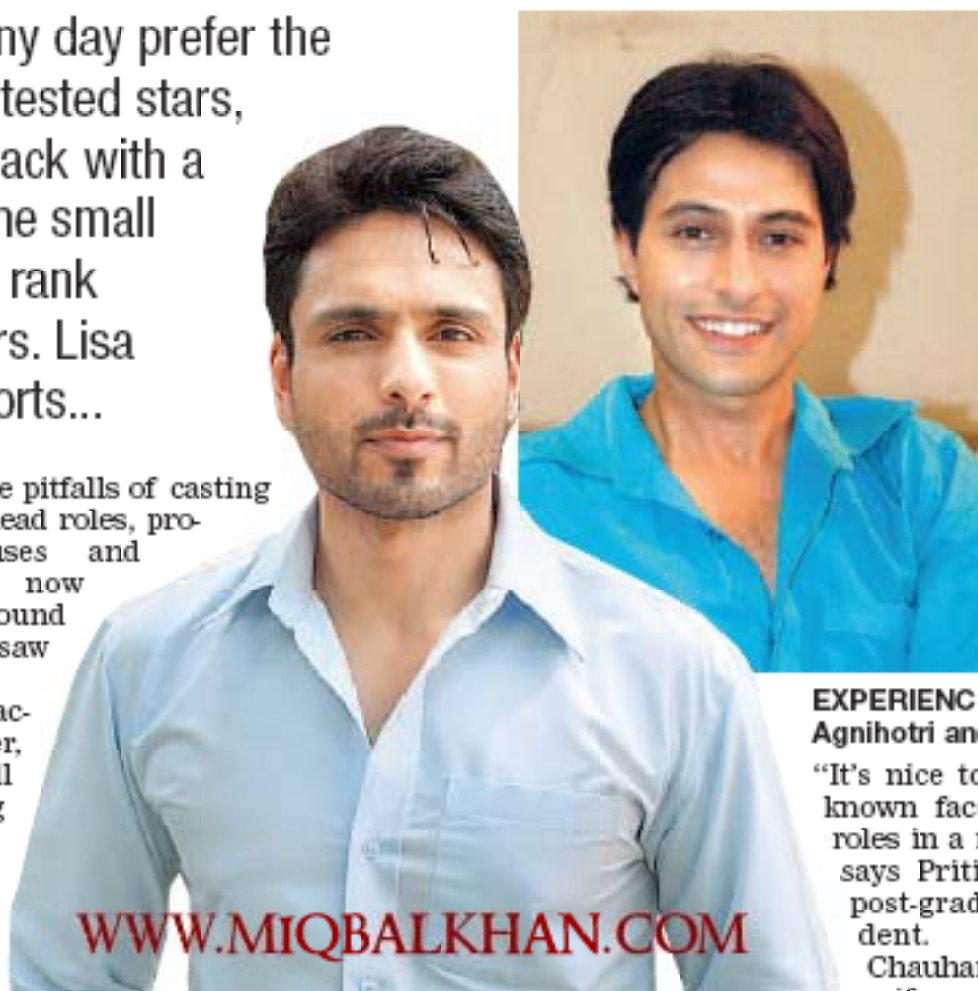 ny day prefer the
tested stars,
ack with a
ne small
rank
rs. Lisa
orts...
e pitfalls of casting
ead roles, pro-
uses and
now
ound
saw
ac-
er,
ll
g
EXPERIENC
Agnihotri an
“It’s nice to
known fac
roles in a
says Priti
post-grad
dent.
Chauhan
WWW.MIQBALKHAN.COM